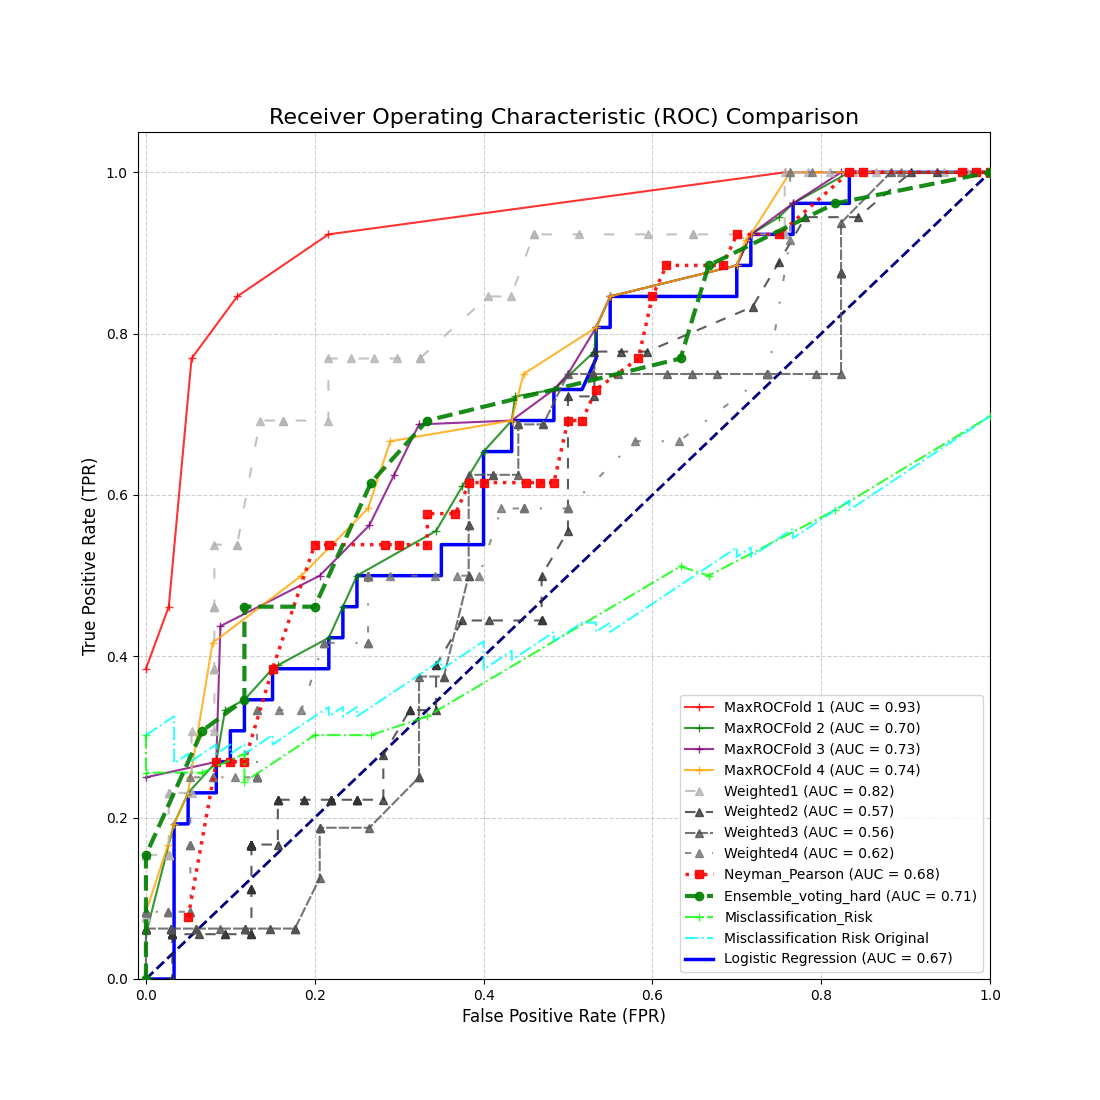 Receiver Operating Characteristic (ROC) Comparison
True Positive Rate (TPR)
1.0
0.8
0.6
0.4
0.2
0.0
MaxROCFold 1 (AUC = 0.93)
MaxROCFold 2 (AUC = 0.70)
MaxROCFold 3 (AUC = 0.73)
MaxROCFold 4 (AUC = 0.74)
Weighted1 (AUC = 0.82)
Weighted2 (AUC = 0.57)
Weighted3 (AUC = 0.56)
Weighted4 (AUC = 0.62)
Neyman_Pearson (AUC = 0.68)
Ensemble_voting_hard (AUC = 0.71)
Misclassification_Risk
Misclassification Risk Original
Logistic Regression (AUC = 0.67)
0.0 0.2 0.4 0.6 0.8 1.0
False Positive Rate (FPR)